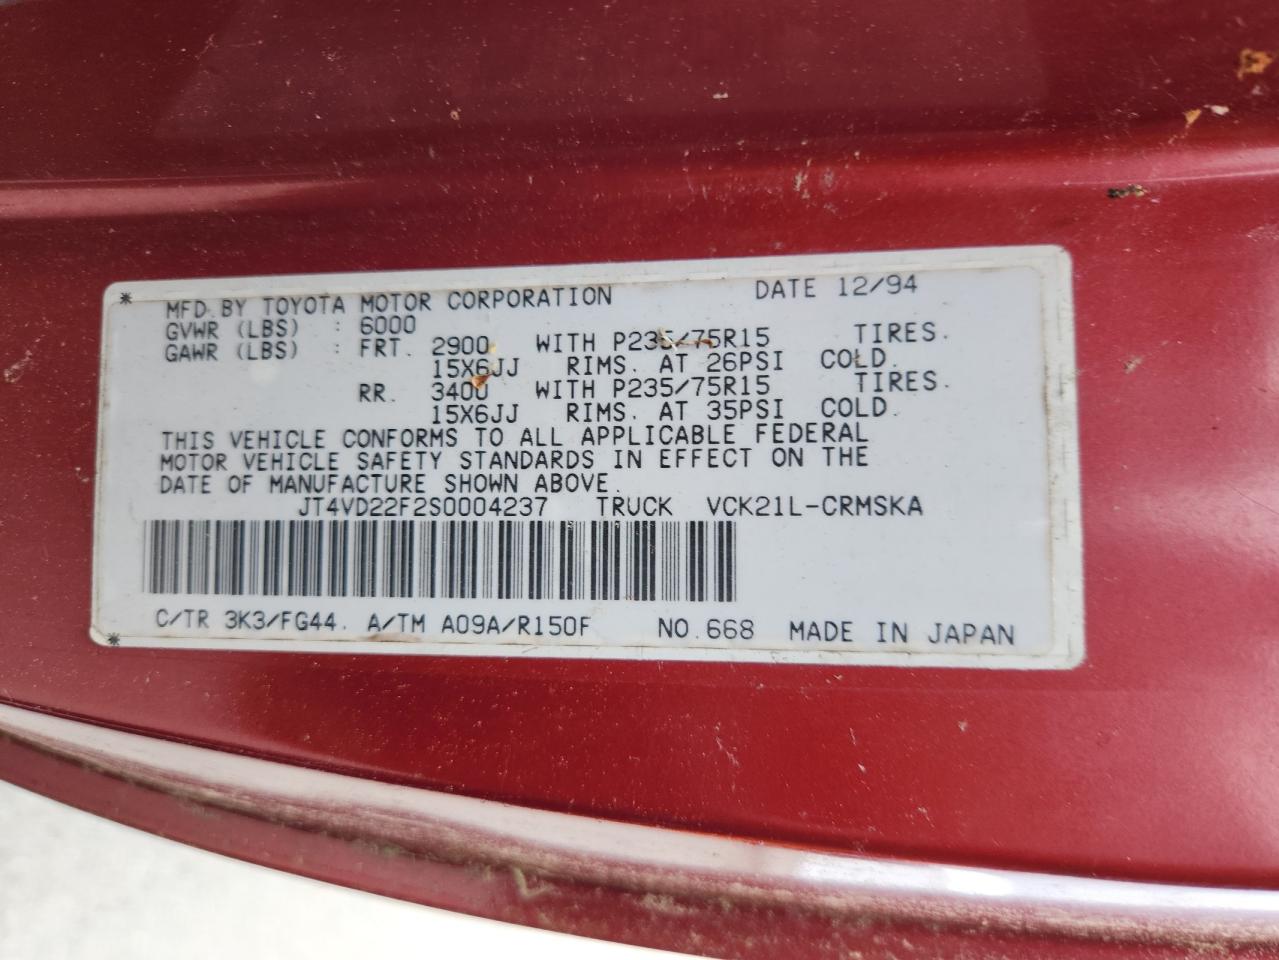 * MFD.BY TOYOTA MOTOR CORPORATION DATE 12/94
GVWR (LBS) : 6000
GAWR (LBS) : FRT. 2900 WITH P235/75R15 TIRES.
15X6JJ RIMS. AT 26PSI COLD.
RR. 3400 WITH P235/75R15 TIRES.
15X6JJ RIMS. AT 35PSI COLD.
THIS VEHICLE CONFORMS TO ALL APPLICABLE FEDERAL
MOTOR VEHICLE SAFETY STANDARDS IN EFFECT ON THE
DATE OF MANUFACTURE SHOWN ABOVE.
JT4VD22F2S0004237 TRUCK VCK21L-CRMSKA
* C/TR 3K3/FG44. A/TM A09A/R150F NO.668 MADE IN JAPAN